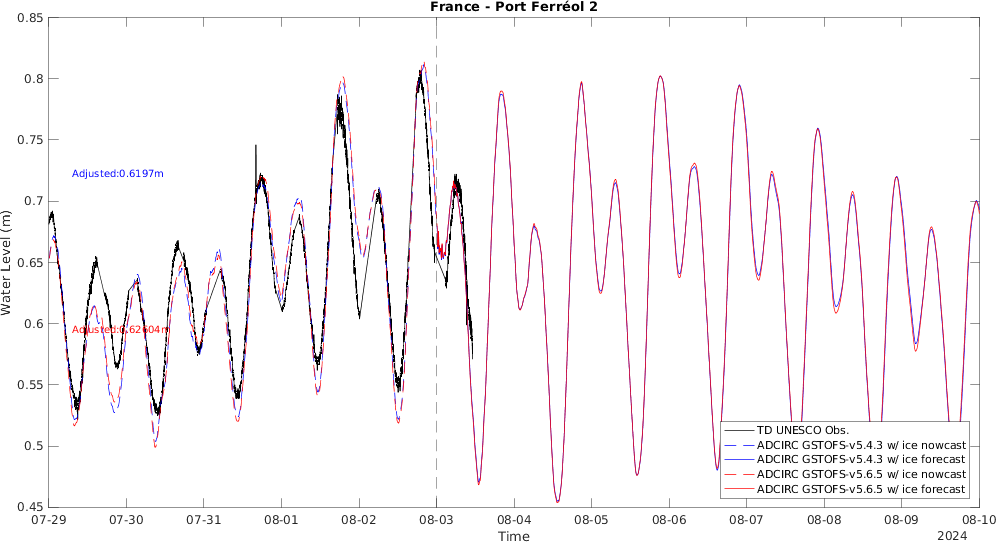 France - Port Ferréol 2
Water Level (m)
0.85
0.8
0.75
0.7
0.65
0.6
0.55
0.5
0.45
Adjusted:0.6197m
Adjusted:0.62604m
TD UNESCO Obs.
ADCIRC GSTOFS-v5.4.3 w/ ice nowcast
ADCIRC GSTOFS-v5.4.3 w/ ice forecast
ADCIRC GSTOFS-v5.6.5 w/ ice nowcast
ADCIRC GSTOFS-v5.6.5 w/ ice forecast
07-29 07-30 07-31 08-01 08-02 08-03 08-04 08-05 08-06 08-07 08-08 08-09 08-10
Time
2024